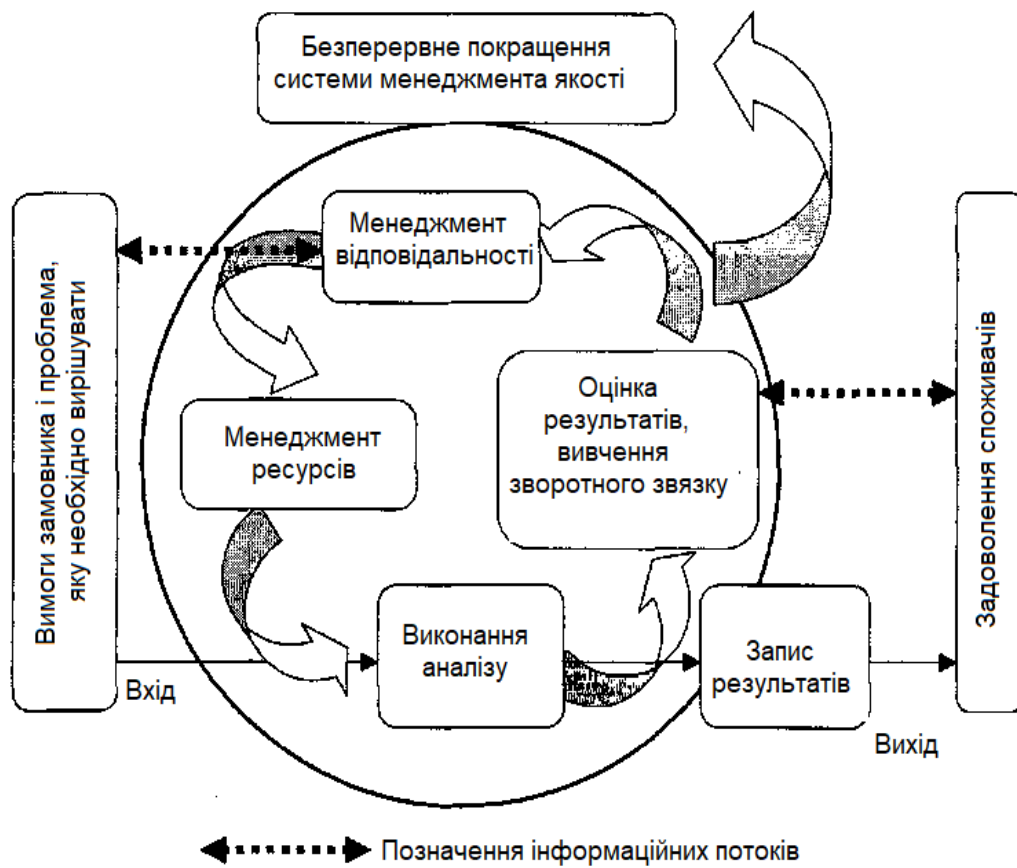 Безперервне покращення
системи менеджмента якості
Менеджмент
відповідальності
Вимоги замовника і проблема,
яку необхідно вирішувати
Оцінка
результатів,
вивчення
зворотного звязку
Менеджмент
ресурсів
Задоволення споживачів
Виконання
аналізу
Запис
результатів
Вхід
Вихід
Позначення інформаційних потоків